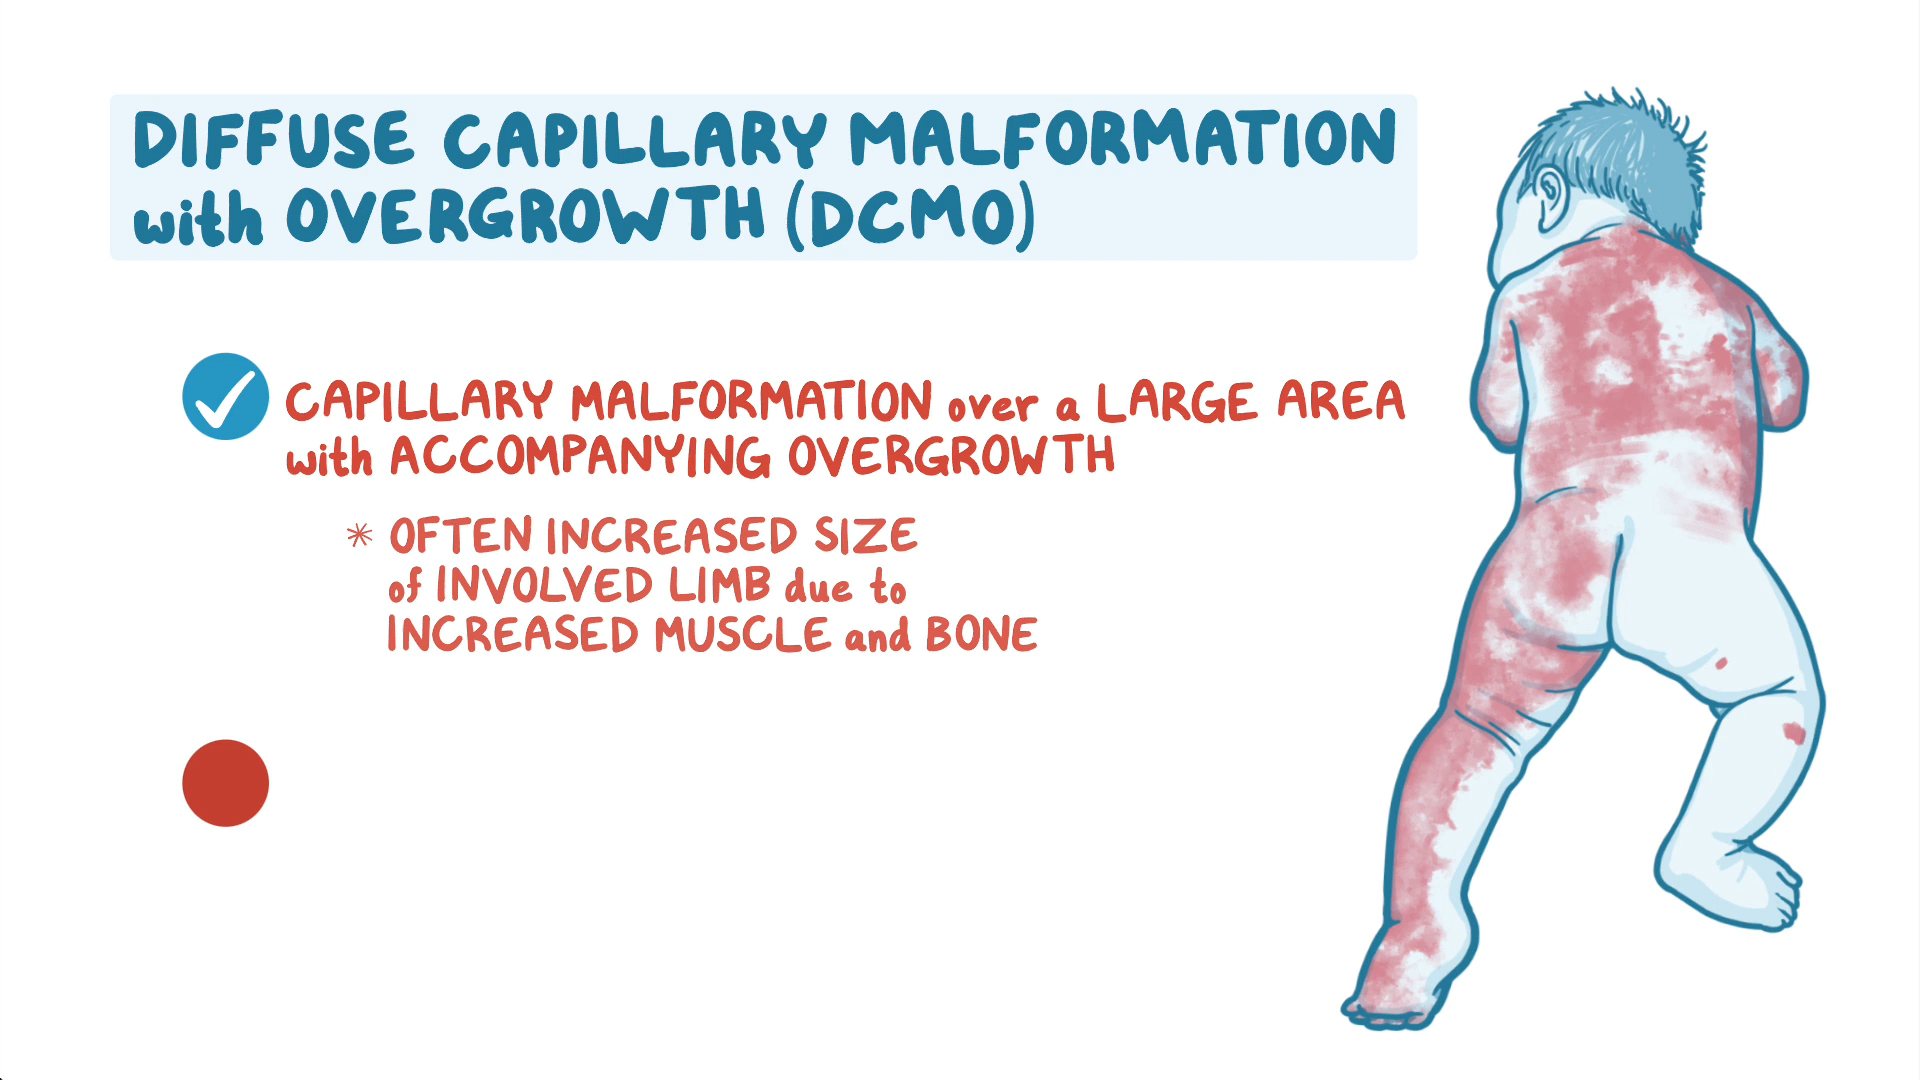 DIFFUSE CAPILLARY MALFORMATION
with OVERGROWTH (DCMO)
CAPILLARY MALFORMATION over a LARGE AREA
with ACCOMPANYING OVERGROWTH
* OFTEN INCREASED SIZE
of INVOLVED LIMB due to
INCREASED MUSCLE and BONE